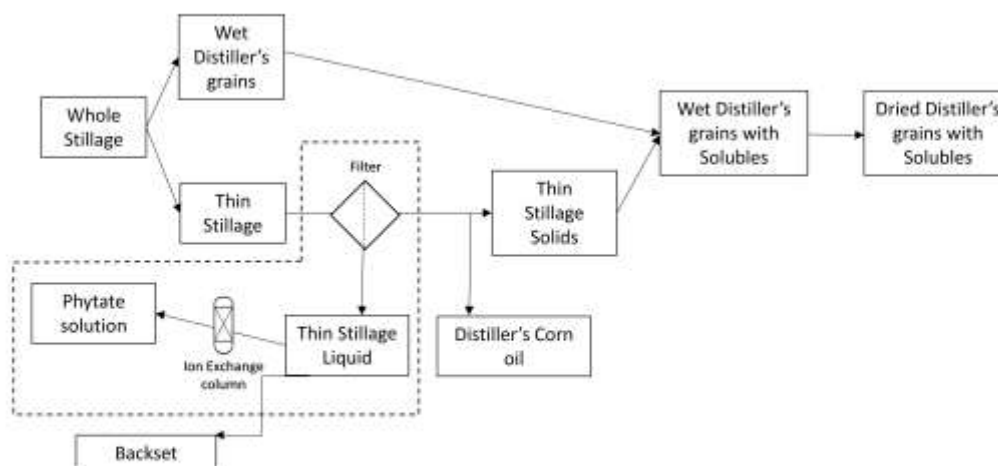 Wet
Distiller's
grains
Whole
Stillage
Wet Distiller's
grains with
Solubles
Dried Distiller's
grains with
Solubles
Filter
Thin
Stillage
Thin
Stillage
Solids
Phytate
solution
Ion Exchange
column
Thin Stillage
Liquid
Distiller's Corn
oil
Backset